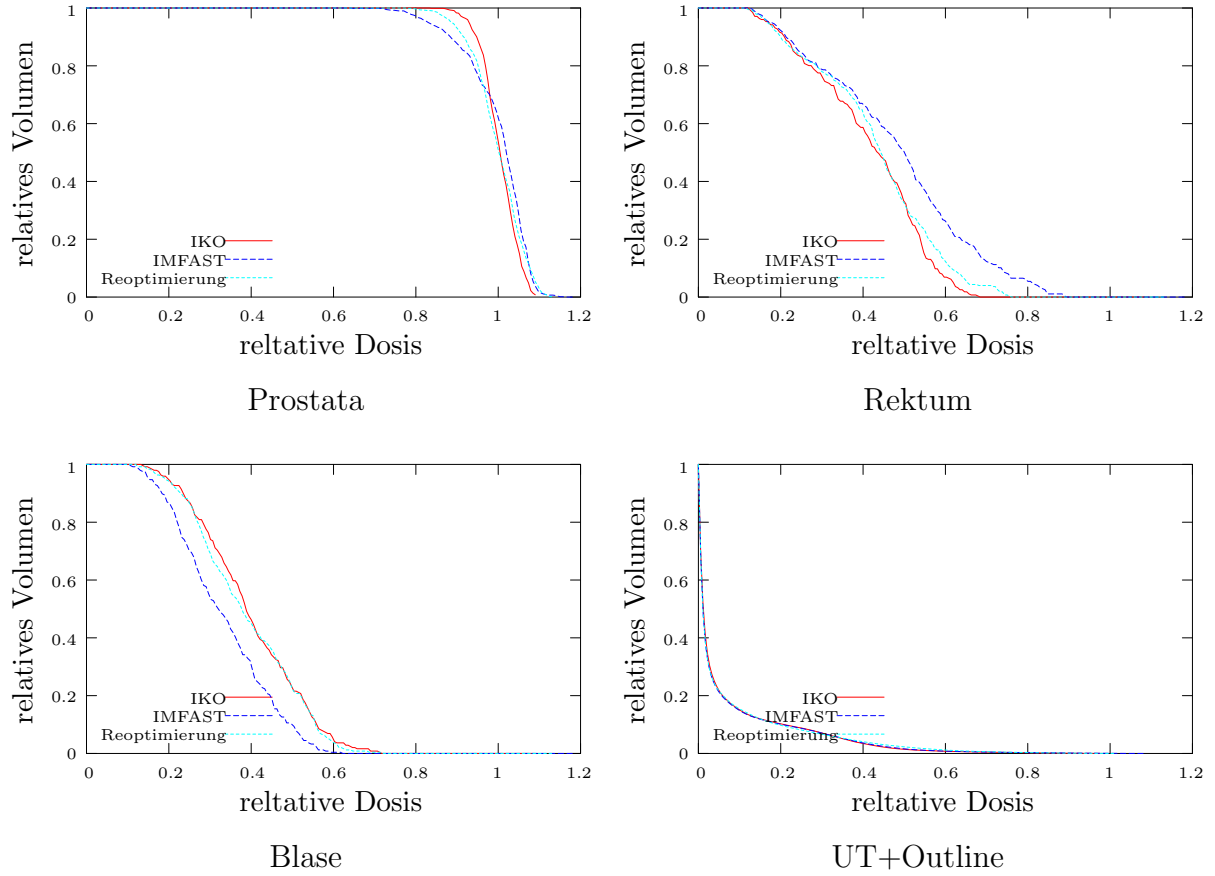 1
0.8
0.6
0.4
0.2
0
relatives Volumen
IKO
IMFAST
Reoptimierung
0 0.2 0.4 0.6 0.8 1 1.2
reltative Dosis
Prostata
1
0.8
0.6
0.4
0.2
0
relatives Volumen
IKO
IMFAST
Reoptimierung
0 0.2 0.4 0.6 0.8 1 1.2
reltative Dosis
Rektum
1
0.8
0.6
0.4
0.2
0
relatives Volumen
IKO
IMFAST
Reoptimierung
0 0.2 0.4 0.6 0.8 1 1.2
reltative Dosis
Blase
1
0.8
0.6
0.4
0.2
0
relatives Volumen
IKO
IMFAST
Reoptimierung
0 0.2 0.4 0.6 0.8 1 1.2
reltative Dosis
UT+Outline